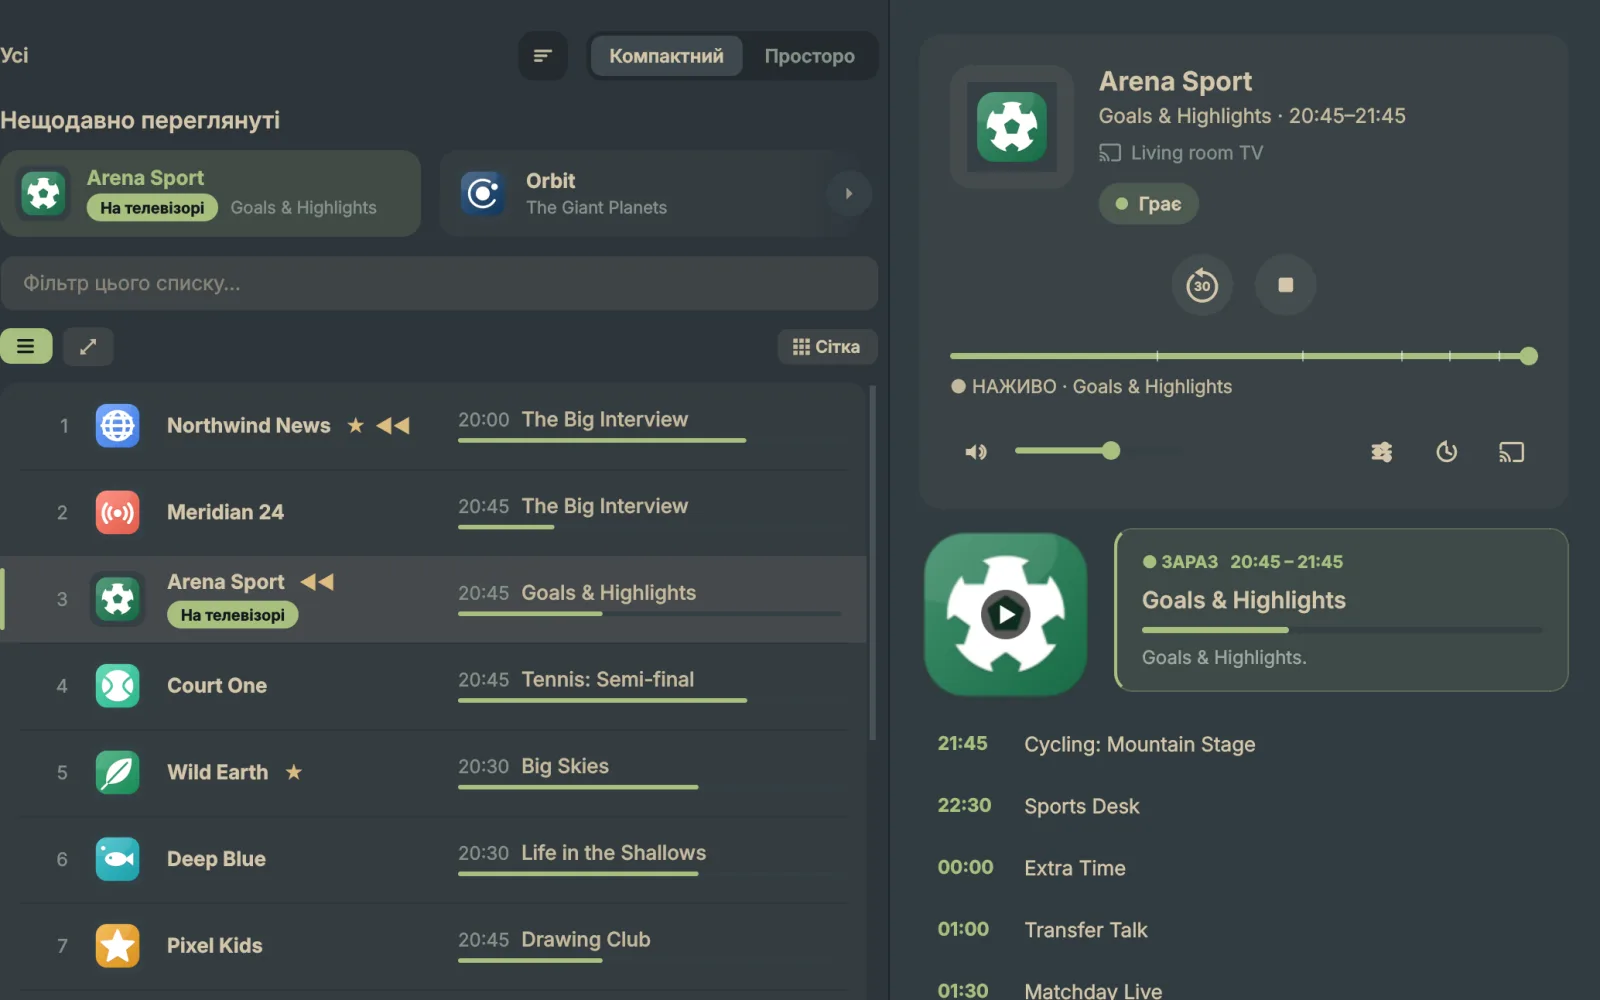 Усі
Компактний
Просторо
Нещодавно переглянуті
Arena Sport
На телевізорі
Goals & Highlights
Orbit
The Giant Planets
Фільтр цього списку...
Сітка
1 Northwind News 20:00 The Big Interview
2 Meridian 24 20:45 The Big Interview
3 Arena Sport 20:45 Goals & Highlights
На телевізорі
4 Court One 20:45 Tennis: Semi-final
5 Wild Earth 20:30 Big Skies
6 Deep Blue 20:30 Life in the Shallows
7 Pixel Kids 20:45 Drawing Club
Arena Sport
Goals & Highlights · 20:45–21:45
Living room TV
Грає
30
НАЖИВО · Goals & Highlights
ЗАРАЗ 20:45 – 21:45
Goals & Highlights
Goals & Highlights.
21:45 Cycling: Mountain Stage
22:30 Sports Desk
00:00 Extra Time
01:00 Transfer Talk
01:30 Matchday Live